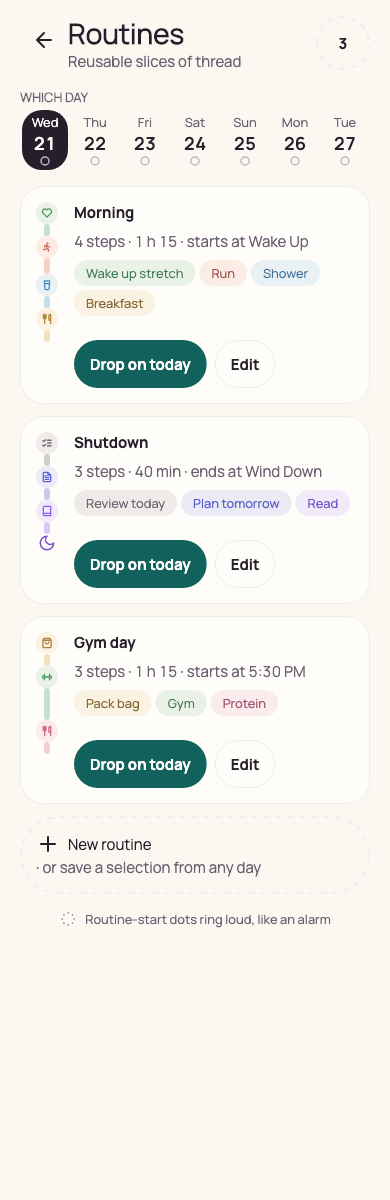 Routines
Reusable slices of thread
3
WHICH DAY
Wed Thu Fri Sat Sun Mon Tue
21 22 23 24 25 26 27
Morning
4 steps · 1 h 15 · starts at Wake Up
Wake up stretch Run Shower
Breakfast
Drop on today Edit
Shutdown
3 steps · 40 min · ends at Wind Down
Review today Plan tomorrow Read
Drop on today Edit
Gym day
3 steps · 1 h 15 · starts at 5:30 PM
Pack bag Gym Protein
Drop on today Edit
New routine
· or save a selection from any day
Routine-start dots ring loud, like an alarm